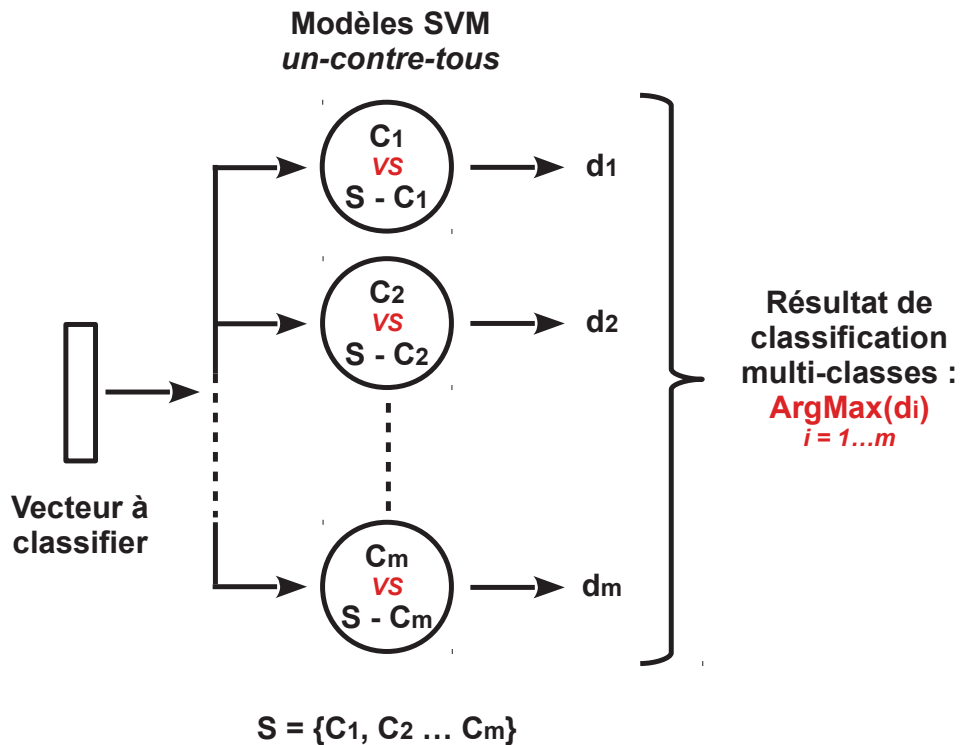 Modèles SVM
un-contre-tous
C1
VS
S - C1
d1
C2
VS
S - C2
d2
Résultat de
classification
multi-classes :
ArgMax(di)
i = 1...m
Vecteur à
classifier
Cm
VS
S - Cm
dm
S = {C1, C2 ... Cm}